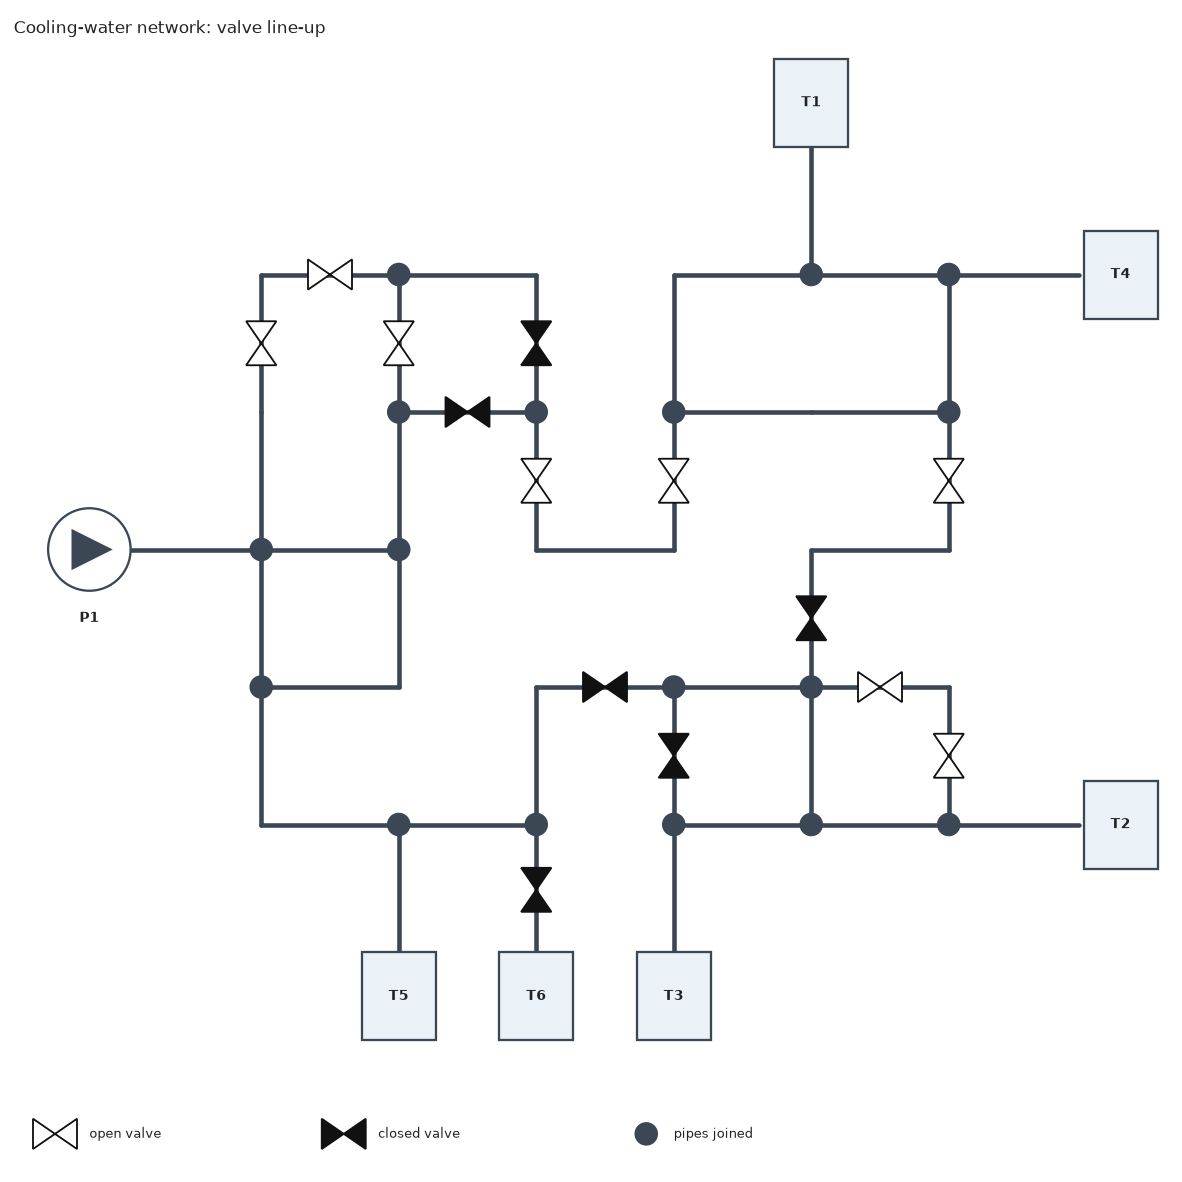 Cooling-water network: valve line-up
T1
T4
P1
T2
T5
T6
T3
open valve
closed valve
pipes joined